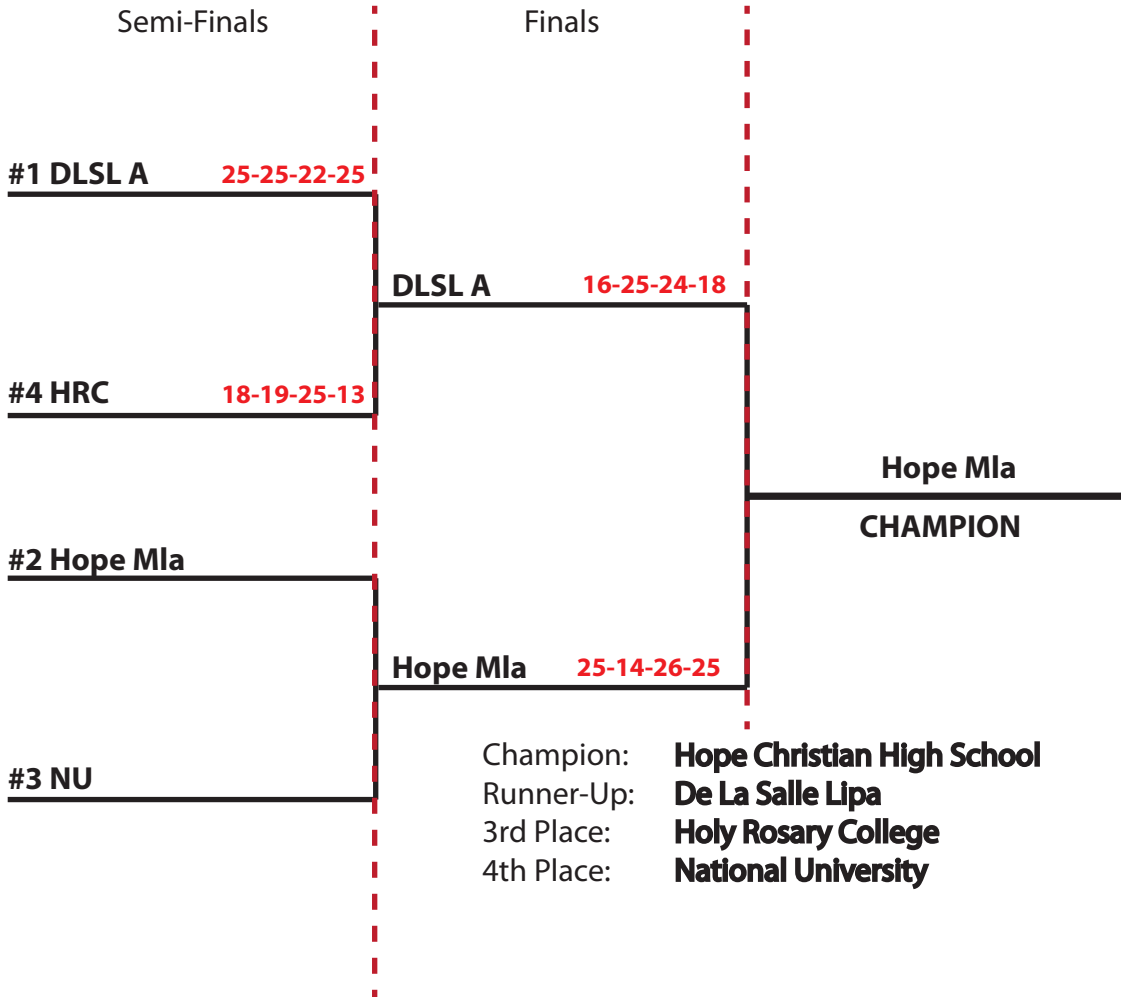 Semi-Finals Finals
#1 DLSL A 25-25-22-25
DLSL A 16-25-24-18
#4 HRC 18-19-25-13
Hope Mla
CHAMPION
#2 Hope Mla
Hope Mla 25-14-26-25
#3 NU
Champion: Hope Christian High School
Runner-Up: De La Salle Lipa
3rd Place: Holy Rosary College
4th Place: National University